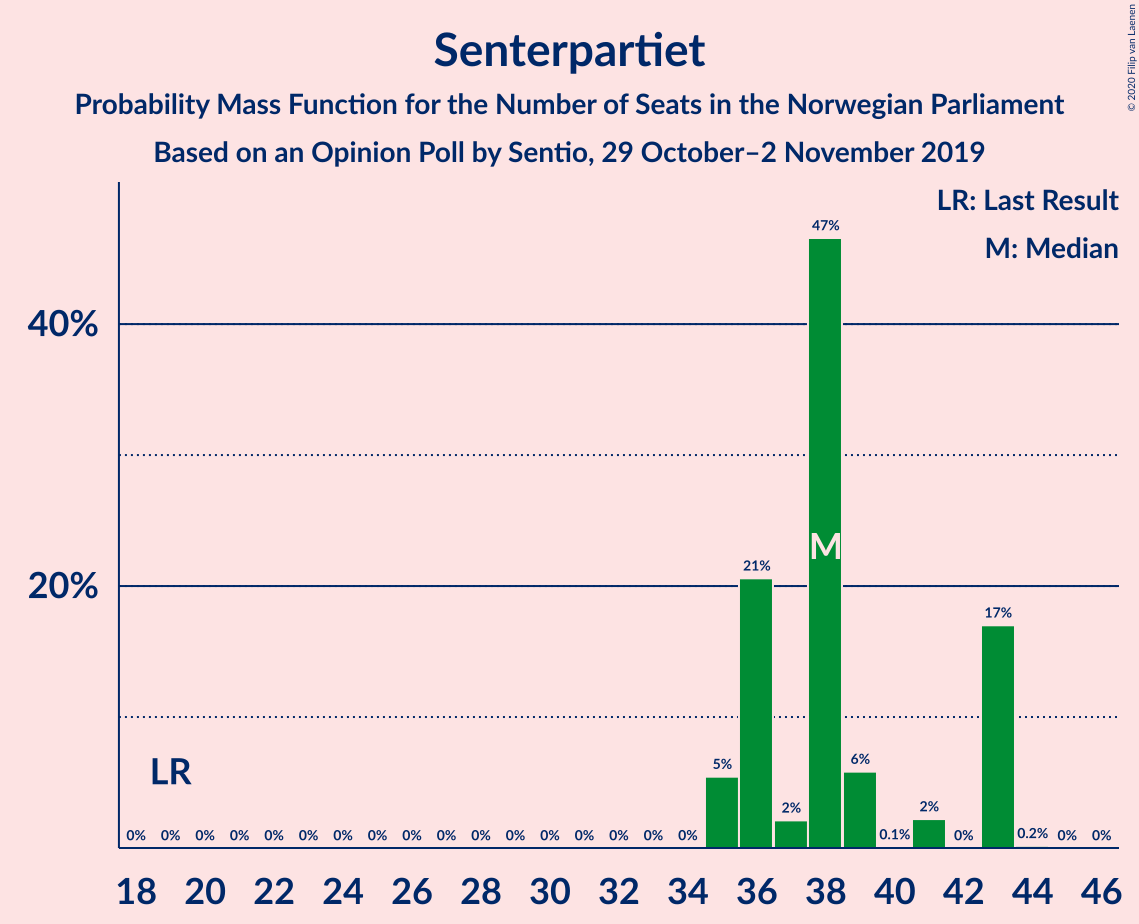 Senterpartiet
Probability Mass Function for the Number of Seats in the Norwegian Parliament
Based on an Opinion Poll by Sentio, 29 October–2 November 2019
© 2020 Filip van Laenen
LR: Last Result
M: Median
47%
40%
M
21%
20%
17%
LR
5%
6%
2%
2%
0% 0% 0% 0% 0% 0% 0% 0% 0% 0% 0% 0% 0% 0% 0% 0% 0% 0.1% 0% 0.2% 0% 0%
18 20 22 24 26 28 30 32 34 36 38 40 42 44 46